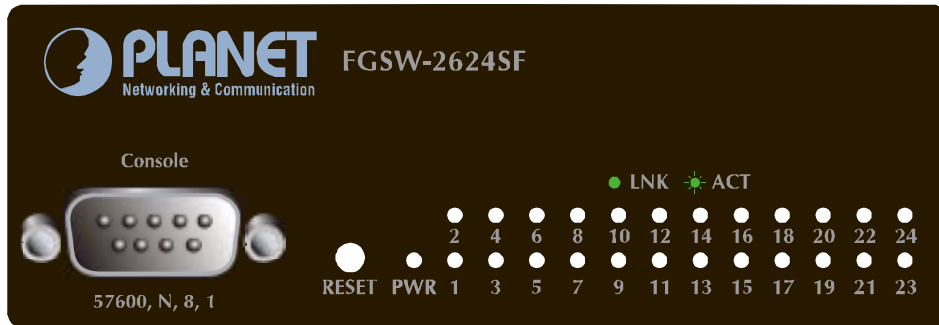 PLANET
Networking & Communication
FGSW-2624SF
Console
LNK ACT
2 4 6 8 10 12 14 16 18 20 22 24
RESET PWR 1 3 5 7 9 11 13 15 17 19 21 23
57600, N, 8, 1